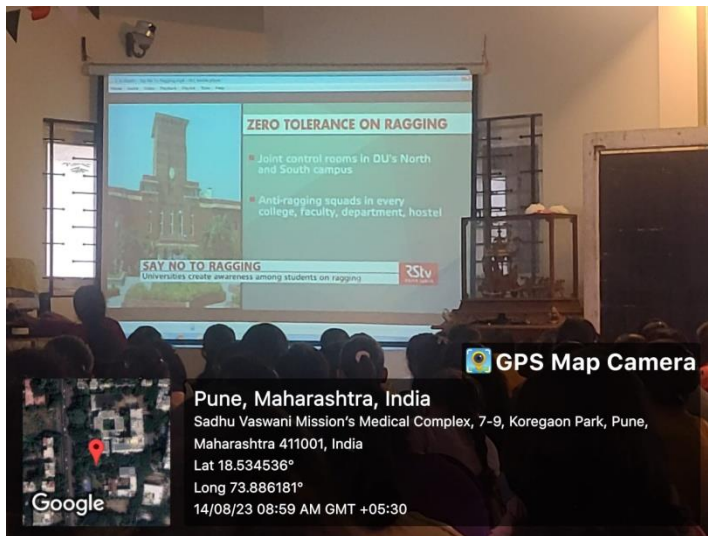 ZERO TOLERANCE ON RAGGING
Joint control rooms in DU's North
and South campus
Anti-ragging squads in every
college, faculty, department, hostel
SAY NO TO RAGGING
Universities create awareness among students on ragging
RStv
GPS Map Camera
Pune, Maharashtra, India
Sadhu Vaswani Mission's Medical Complex, 7-9, Koregaon Park, Pune,
Maharashtra 411001, India
Lat 18.534536°
Long 73.886181°
14/08/23 08:59 AM GMT +05:30
Google